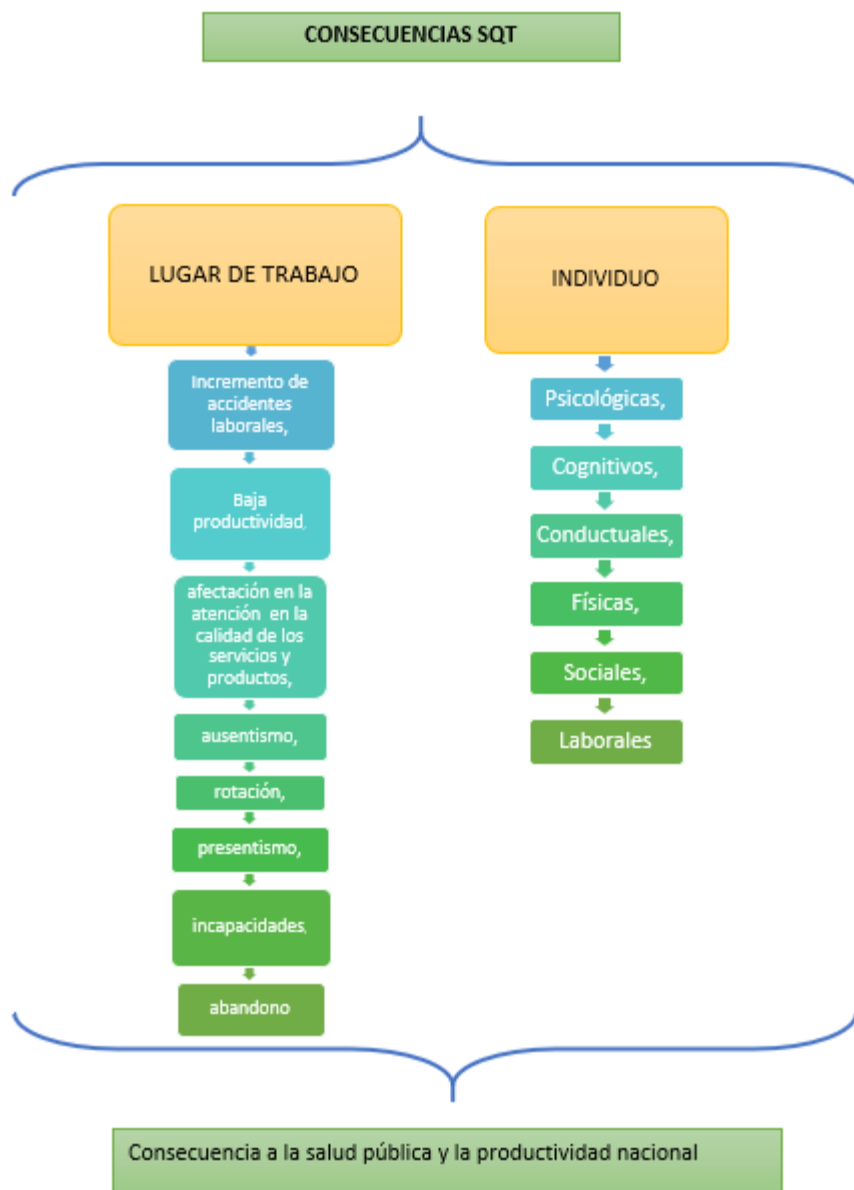 CONSECUENCIAS SQT
LUGAR DE TRABAJO
Incremento de
accidentes
laborales,
Baja
productividad,
afectación en la
atención en la
calidad de los
servicios y
productos,
ausentismo,
rotación,
presentismo,
incapacidades,
abandono
INDIVIDUO
Psicológicas,
Cognitivos,
Conductuales,
Físicas,
Sociales,
Laborales
Consecuencia a la salud pública y la productividad nacional